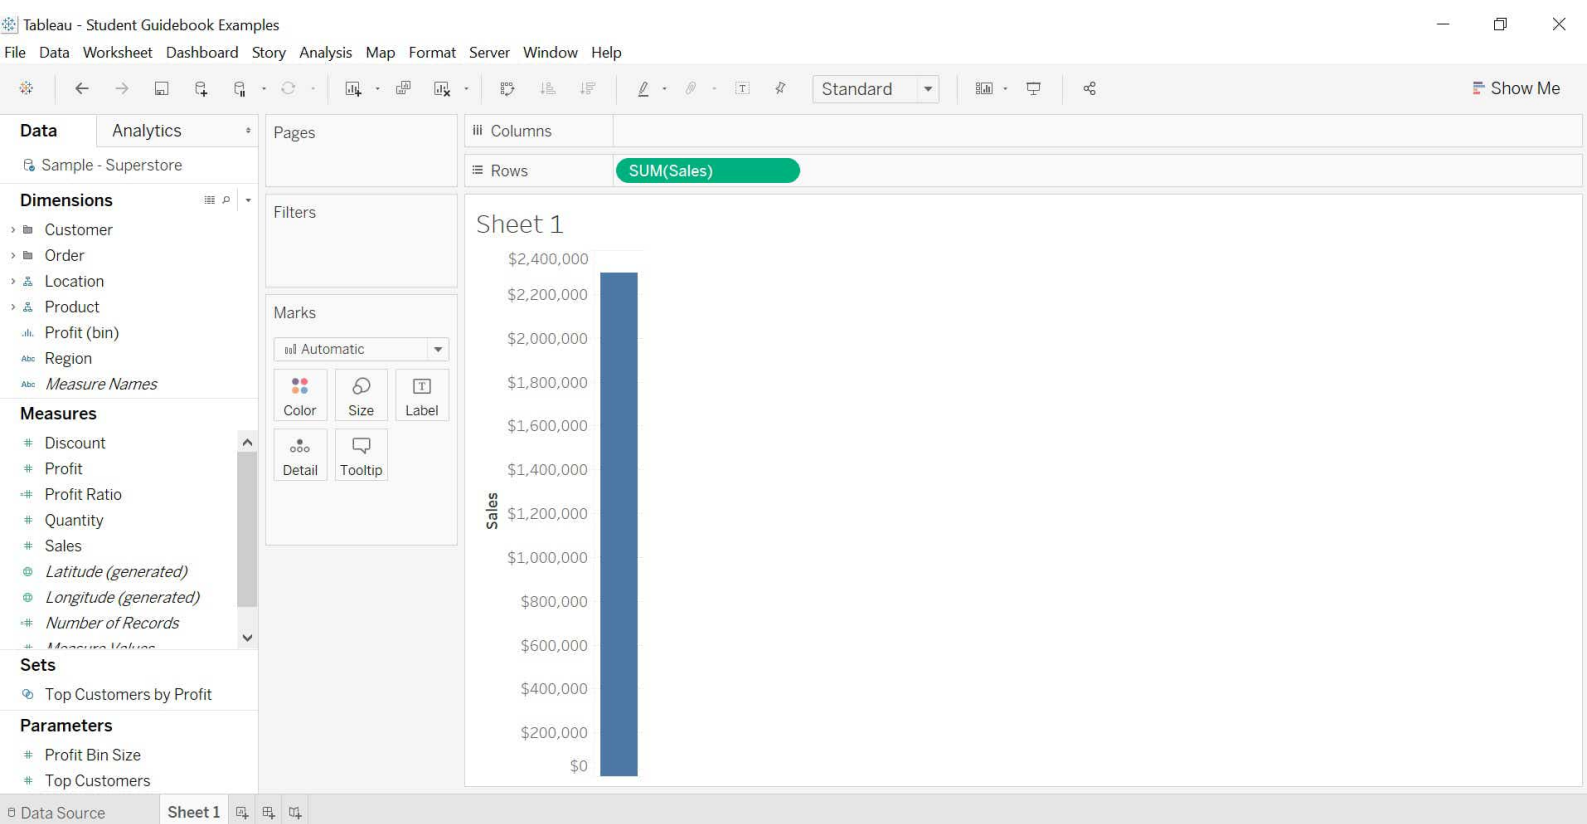 Tableau - Student Guidebook Examples
File Data Worksheet Dashboard Story Analysis Map Format Server Window Help
Standard
Show Me
Data Analytics
Sample - Superstore
Dimensions
Customer
Order
Location
Product
Profit (bin)
Abc Region
Abc Measure Names
Measures
# Discount
# Profit
=# Profit Ratio
# Quantity
# Sales
Latitude (generated)
Longitude (generated)
=# Number of Records
# Measure Values
Sets
Top Customers by Profit
Parameters
# Profit Bin Size
# Top Customers
Pages
Filters
Marks
Automatic
Color Size Label
Detail Tooltip
Columns
Rows SUM(Sales)
Sheet 1
$2,400,000
$2,200,000
$2,000,000
$1,800,000
$1,600,000
$1,400,000
$1,200,000
$1,000,000
$800,000
$600,000
$400,000
$200,000
$0
Sales
Data Source Sheet 1